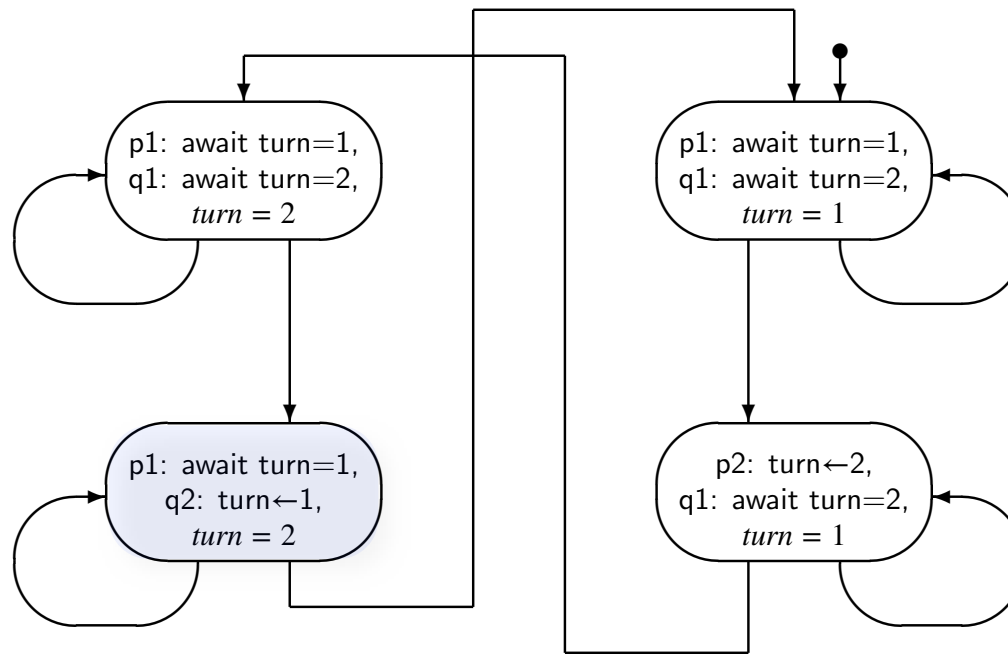 p1: await turn=1,
q1: await turn=2,
turn = 2
p1: await turn=1,
q1: await turn=2,
turn = 1
p1: await turn=1,
q2: turn←1,
turn = 2
p2: turn←2,
q1: await turn=2,
turn = 1